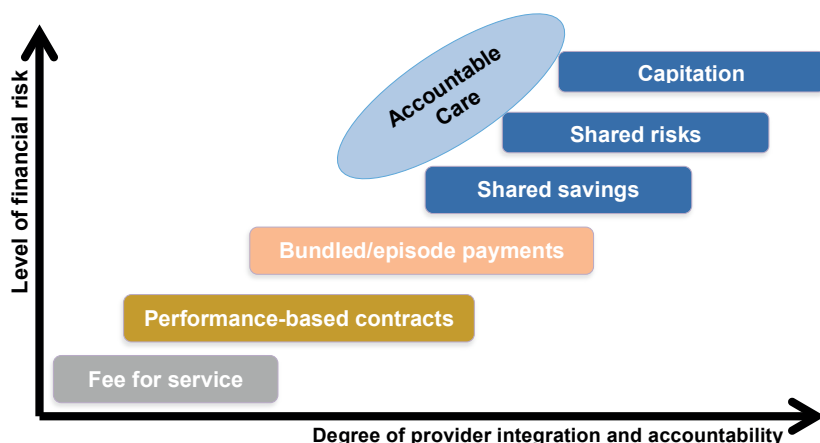 Level of financial risk
Accountable
Care
Capitation
Shared risks
Shared savings
Bundled/episode payments
Performance-based contracts
Fee for service
Degree of provider integration and accountability